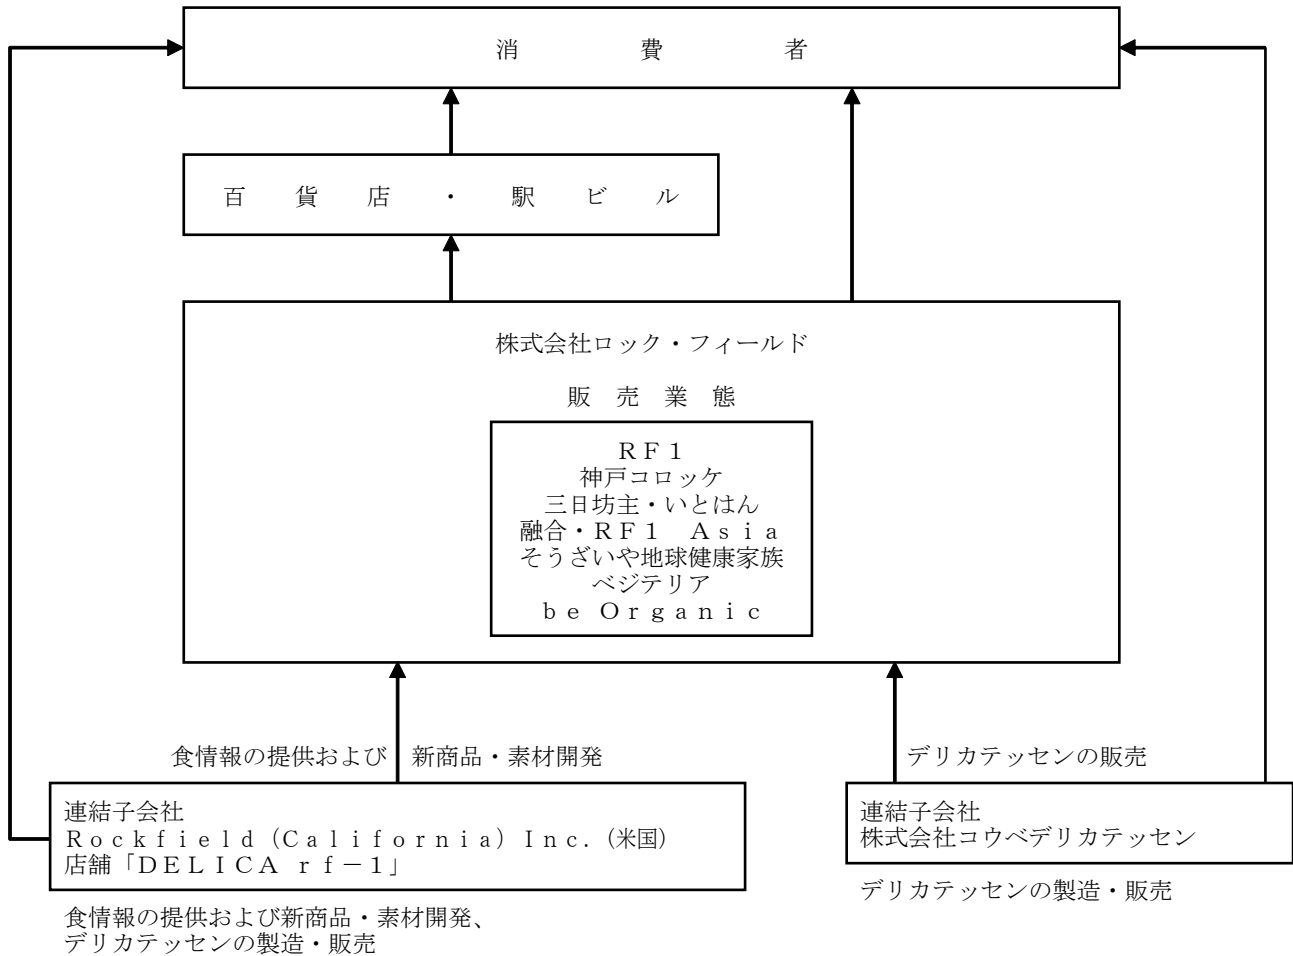 消費者
百貨店・駅ビル
株式会社ロック・フィールド
販売業態
ＲＦ１
神戸コロッケ
三日坊主・いとはん
融合・ＲＦ１　Ａｓｉａ
そうざいや地球健康家族
ベジテリア
ｂｅ Ｏｒｇａｎｉｃ
食情報の提供および 新商品・素材開発
デリカテッセンの販売
連結子会社
Ｒｏｃｋｆｉｅｌｄ（Ｃａｌｉｆｏｒｎｉａ）Ｉｎｃ．（米国）
店舗「ＤＥＬＩＣＡ ｒｆ－１」
食情報の提供および新商品・素材開発、
デリカテッセンの製造・販売
連結子会社
株式会社コウベデリカテッセン
デリカテッセンの製造・販売